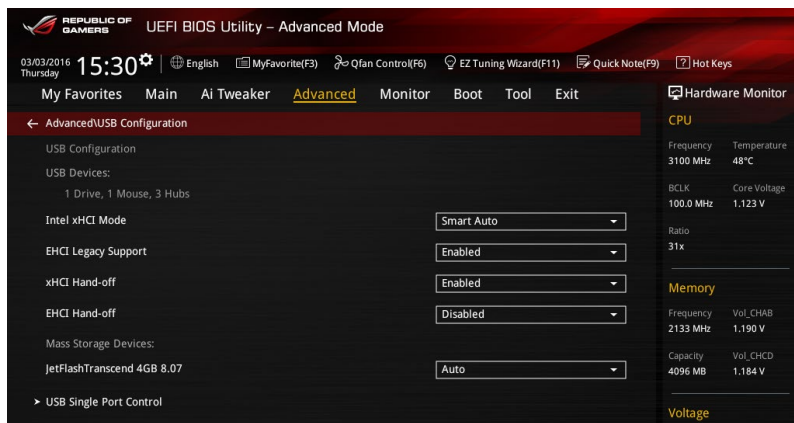 REPUBLIC OF
GAMERS
UEFI BIOS Utility – Advanced Mode
03/03/2016
Thursday
15:30
English
MyFavorite(F3)
Qfan Control(F6)
EZ Tuning Wizard(F11)
Quick Note(F9)
? Hot Keys
My Favorites Main Ai Tweaker Advanced Monitor Boot Tool Exit
Advanced\USB Configuration
USB Configuration
USB Devices:
1 Drive, 1 Mouse, 3 Hubs
Intel xHCI Mode Smart Auto
EHCI Legacy Support Enabled
xHCI Hand-off Enabled
EHCI Hand-off Disabled
Mass Storage Devices:
JetFlashTranscend 4GB 8.07 Auto
USB Single Port Control
Hardware Monitor
CPU
Frequency Temperature
3100 MHz 48°C
BCLK Core Voltage
100.0 MHz 1.123 V
Ratio
31x
Memory
Frequency Vol_CHAB
2133 MHz 1.190 V
Capacity Vol_CHCD
4096 MB 1.184 V
Voltage